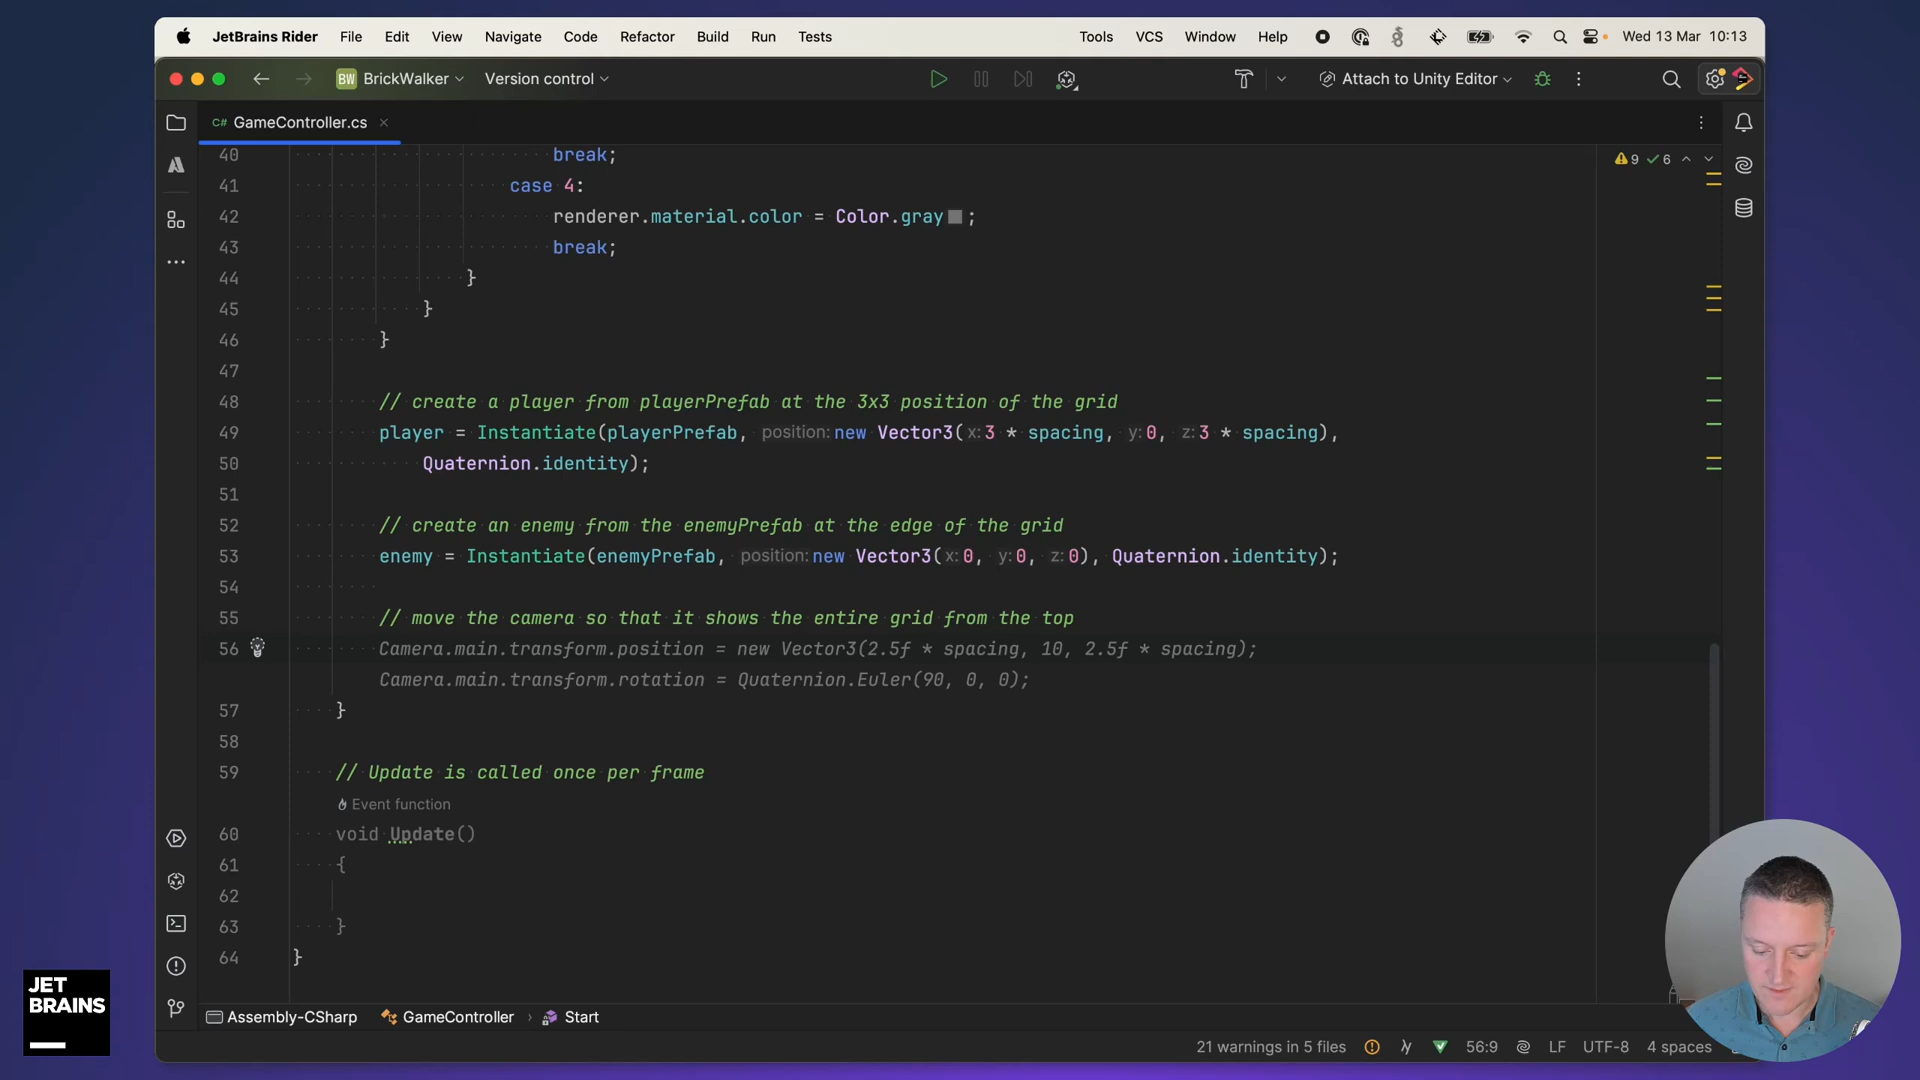 JetBrains Rider File Edit View Navigate Code Refactor Build Run Tests Tools VCS Window Help Wed 13 Mar 10:13
BW BrickWalker Version control Attach to Unity Editor
C# GameController.cs
9 6
40 break;
41 case 4:
42 renderer.material.color = Color.gray ;
43 break;
44 }
45 }
46 }
47
48 // create a player from playerPrefab at the 3x3 position of the grid
49 player = Instantiate(playerPrefab, position: new Vector3(x: 3 * spacing, y: 0, z: 3 * spacing),
50 Quaternion.identity);
51
52 // create an enemy from the enemyPrefab at the edge of the grid
53 enemy = Instantiate(enemyPrefab, position: new Vector3(x: 0, y: 0, z: 0), Quaternion.identity);
54
55 // move the camera so that it shows the entire grid from the top
56 Camera.main.transform.position = new Vector3(2.5f * spacing, 10, 2.5f * spacing);
Camera.main.transform.rotation = Quaternion.Euler(90, 0, 0);
57 }
58
59 // Update is called once per frame
Event function
60 void Update()
61 {
62
63 }
64 }
Assembly-CSharp GameController › Start
21 warnings in 5 files 56:9 LF UTF-8 4 spaces
JET
BRAINS